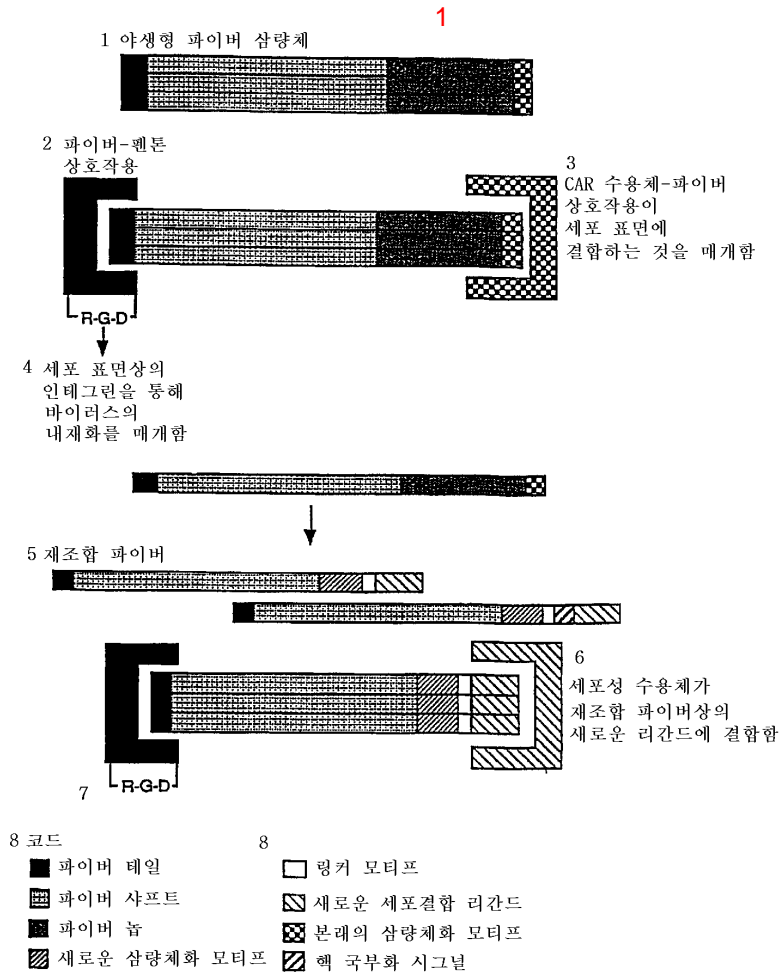 1
1 야생형 파이버 삼량체
2 파이버-펜톤
상호작용
3
CAR 수용체-파이버
상호작용이
세포 표면에
결합하는 것을 매개함
R-G-D
4 세포 표면상의
인테그린을 통해
바이러스의
내재화를 매개함
5 재조합 파이버
6
세포성 수용체가
재조합 파이버상의
새로운 리간드에 결합함
R-G-D
7
8 코드
8
파이버 테일
링커 모티프
파이버 샤프트
새로운 세포결합 리간드
파이버 놉
본래의 삼량체화 모티프
새로운 삼량체화 모티프
핵 국부화 시그널